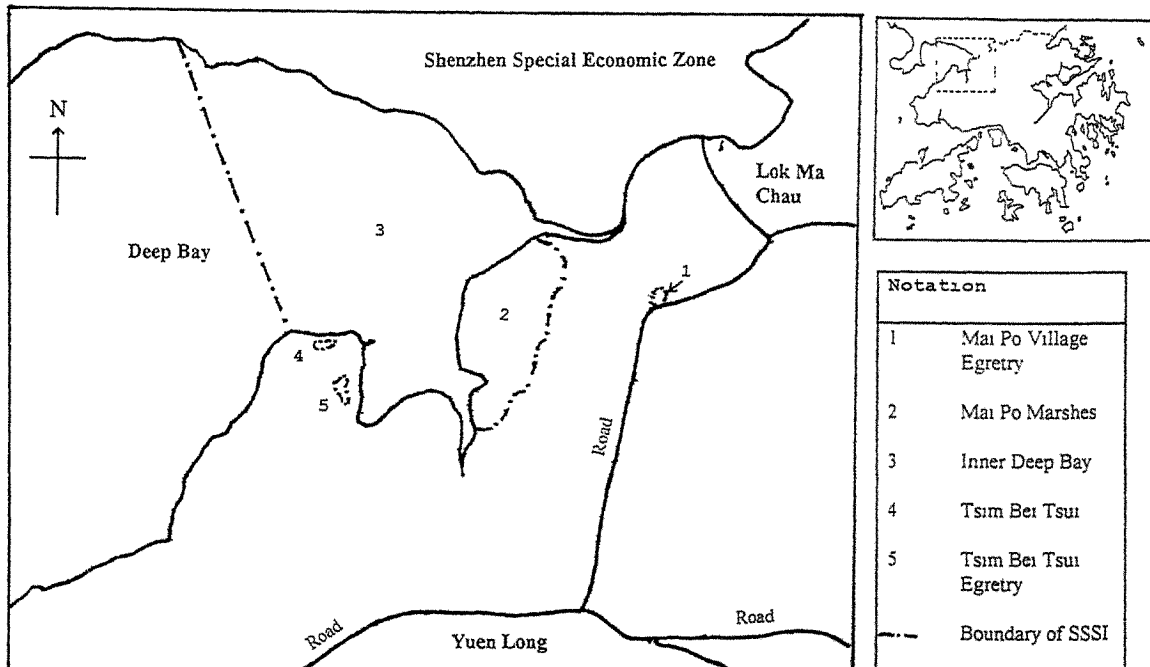 Shenzhen Special Economic Zone
N
Lok Ma
Chau
Deep Bay
3
1
2
4
5
Road
Road
Road
Yuen Long
Notation
1 Mai Po Village
Egretry
2 Mai Po Marshes
3 Inner Deep Bay
4 Tsim Bei Tsui
5 Tsim Bei Tsui
Egretry
Boundary of SSSI